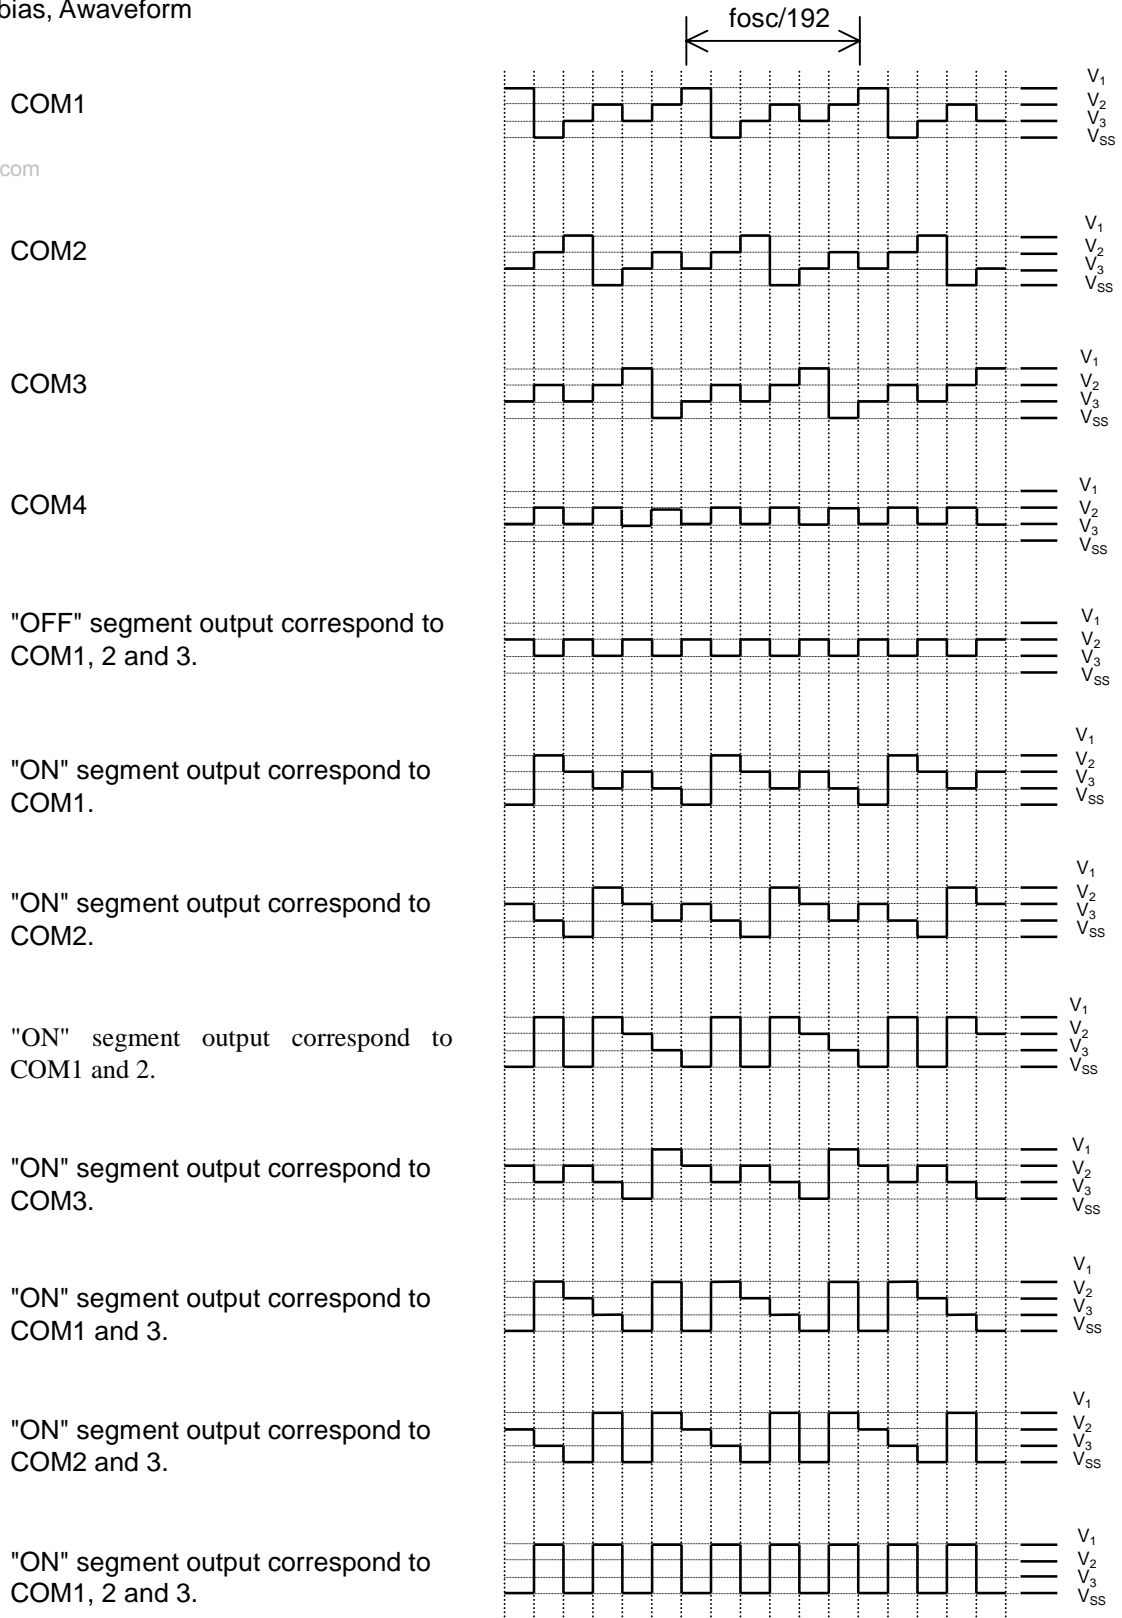 bias, Awaveform
fosc/192
COM1
V1
V2
V3
VSS
com
COM2
V1
V2
V3
VSS
COM3
V1
V2
V3
VSS
COM4
V1
V2
V3
VSS
"OFF" segment output correspond to
COM1, 2 and 3.
V1
V2
V3
VSS
"ON" segment output correspond to
COM1.
V1
V2
V3
VSS
"ON" segment output correspond to
COM2.
V1
V2
V3
VSS
"ON" segment output correspond to
COM1 and 2.
V1
V2
V3
VSS
"ON" segment output correspond to
COM3.
V1
V2
V3
VSS
"ON" segment output correspond to
COM1 and 3.
V1
V2
V3
VSS
"ON" segment output correspond to
COM2 and 3.
V1
V2
V3
VSS
"ON" segment output correspond to
COM1, 2 and 3.
V1
V2
V3
VSS